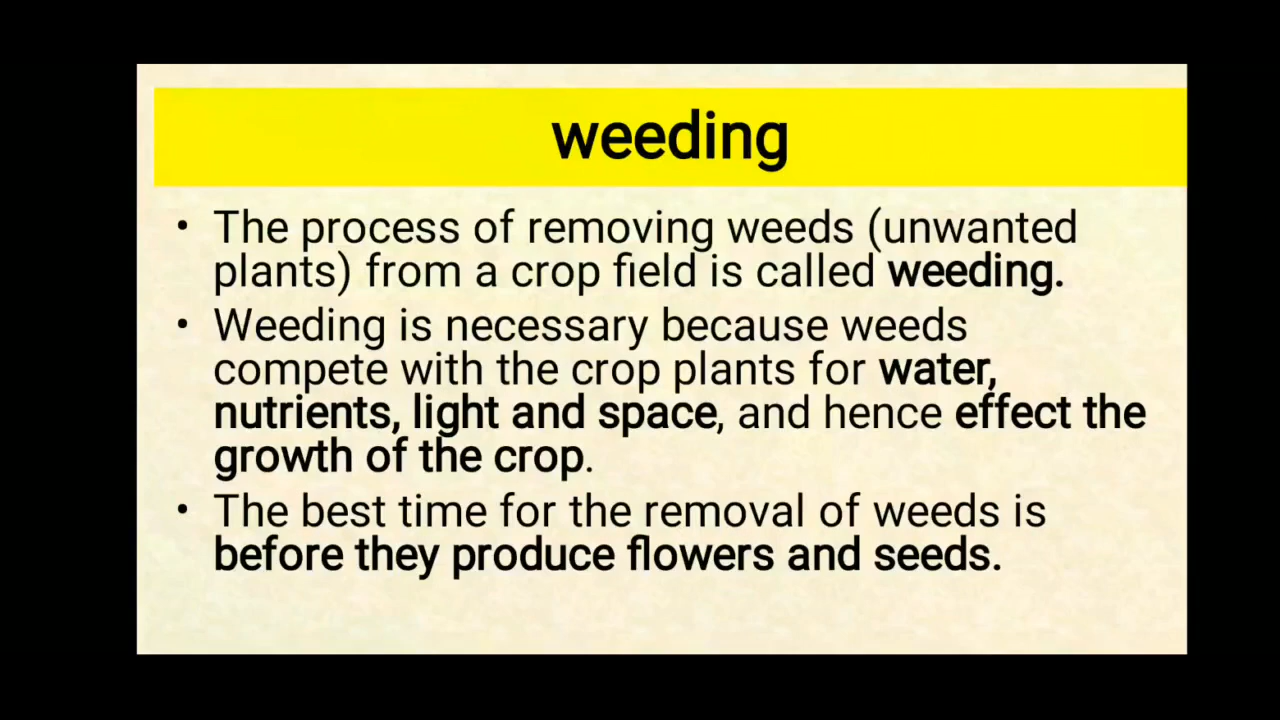 weeding
• The process of removing weeds (unwanted
plants) from a crop field is called weeding.
• Weeding is necessary because weeds
compete with the crop plants for water,
nutrients, light and space, and hence effect the
growth of the crop.
• The best time for the removal of weeds is
before they produce flowers and seeds.